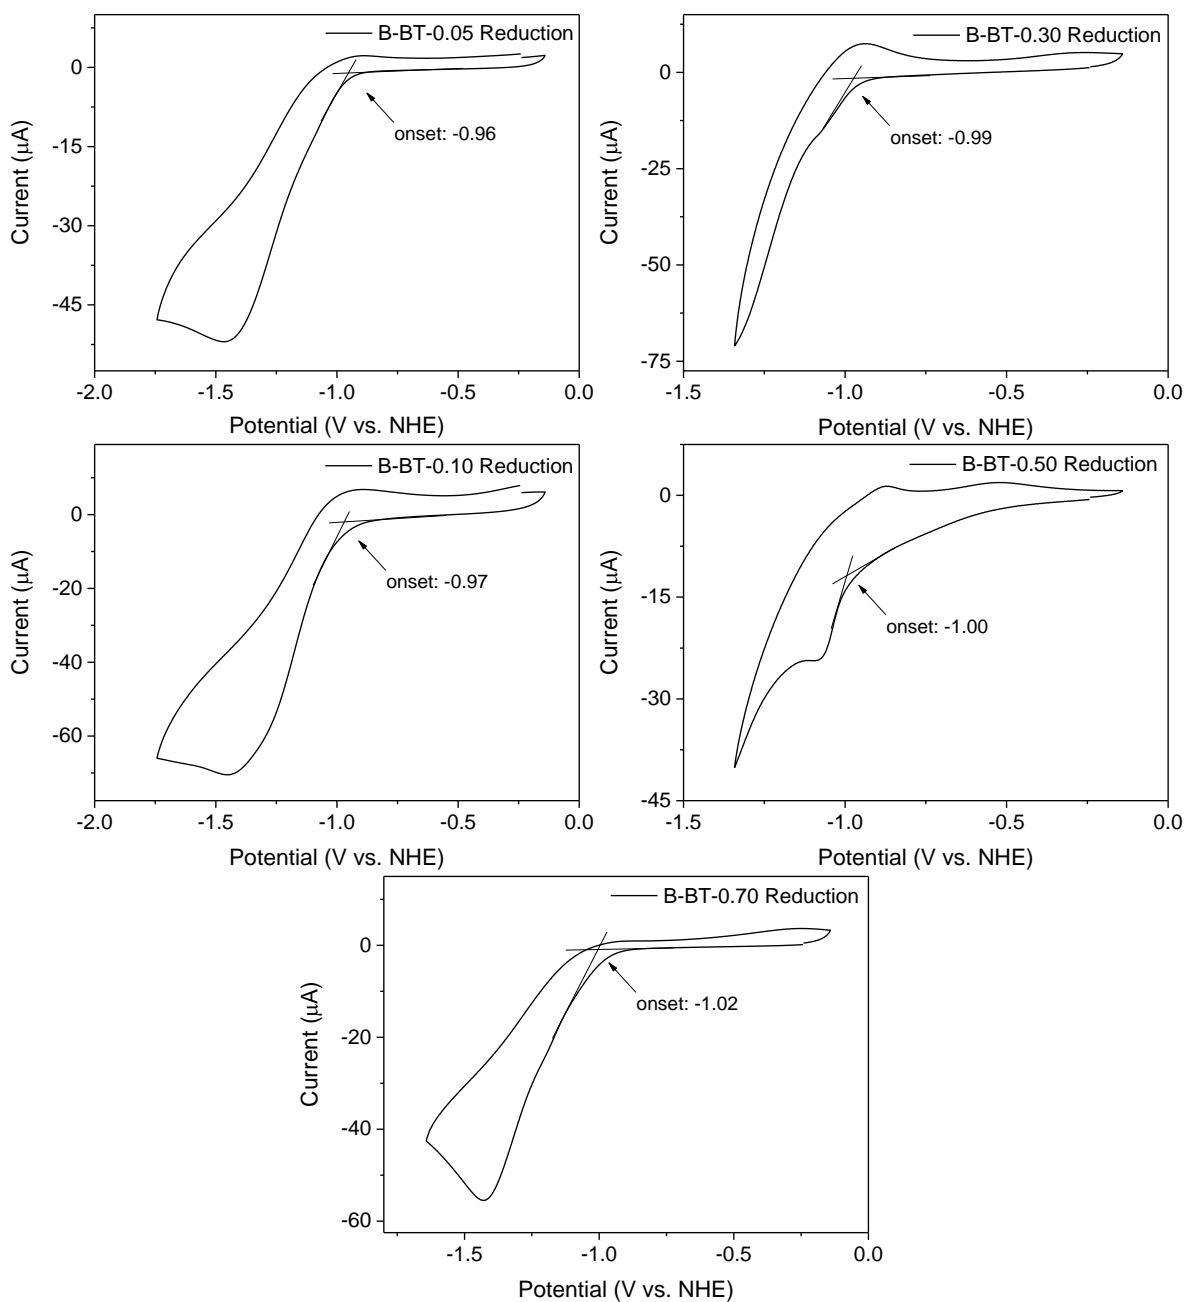 B-BT-0.05 Reduction
0
-15
-30
-45
Current (μA)
onset: -0.96
-2.0 -1.5 -1.0 -0.5 0.0
Potential (V vs. NHE)
B-BT-0.30 Reduction
0
-25
-50
-75
Current (μA)
onset: -0.99
-1.5 -1.0 -0.5 0.0
Potential (V vs. NHE)
B-BT-0.10 Reduction
0
-20
-40
-60
Current (μA)
onset: -0.97
-2.0 -1.5 -1.0 -0.5 0.0
Potential (V vs. NHE)
B-BT-0.50 Reduction
0
-15
-30
-45
Current (μA)
onset: -1.00
-1.5 -1.0 -0.5 0.0
Potential (V vs. NHE)
B-BT-0.70 Reduction
0
-20
-40
-60
Current (μA)
onset: -1.02
-1.5 -1.0 -0.5 0.0
Potential (V vs. NHE)